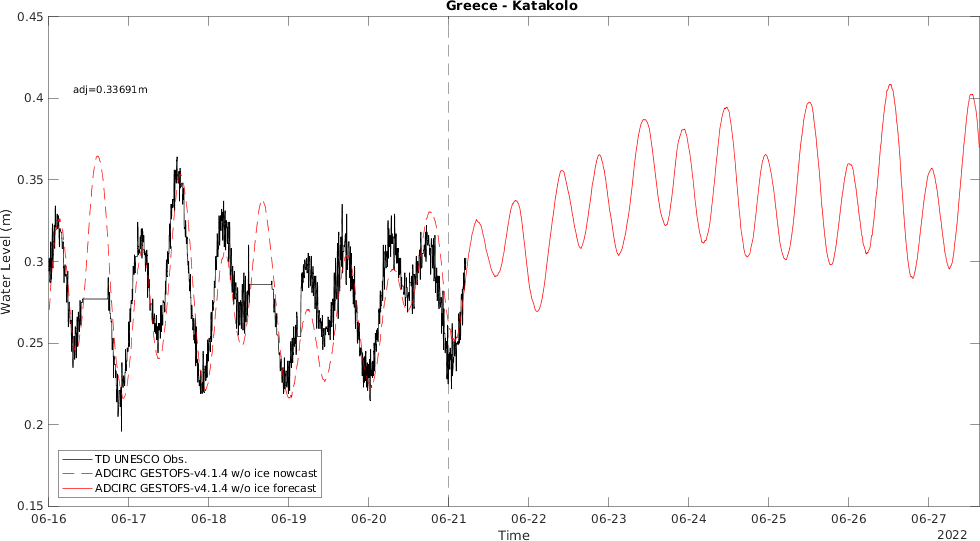 Greece - Katakolo
0.45
0.4
0.35
0.3
0.25
0.2
0.15
Water Level (m)
adj=0.33691m
TD UNESCO Obs.
ADCIRC GESTOFS-v4.1.4 w/o ice nowcast
ADCIRC GESTOFS-v4.1.4 w/o ice forecast
06-16 06-17 06-18 06-19 06-20 06-21 06-22 06-23 06-24 06-25 06-26 06-27
Time
2022